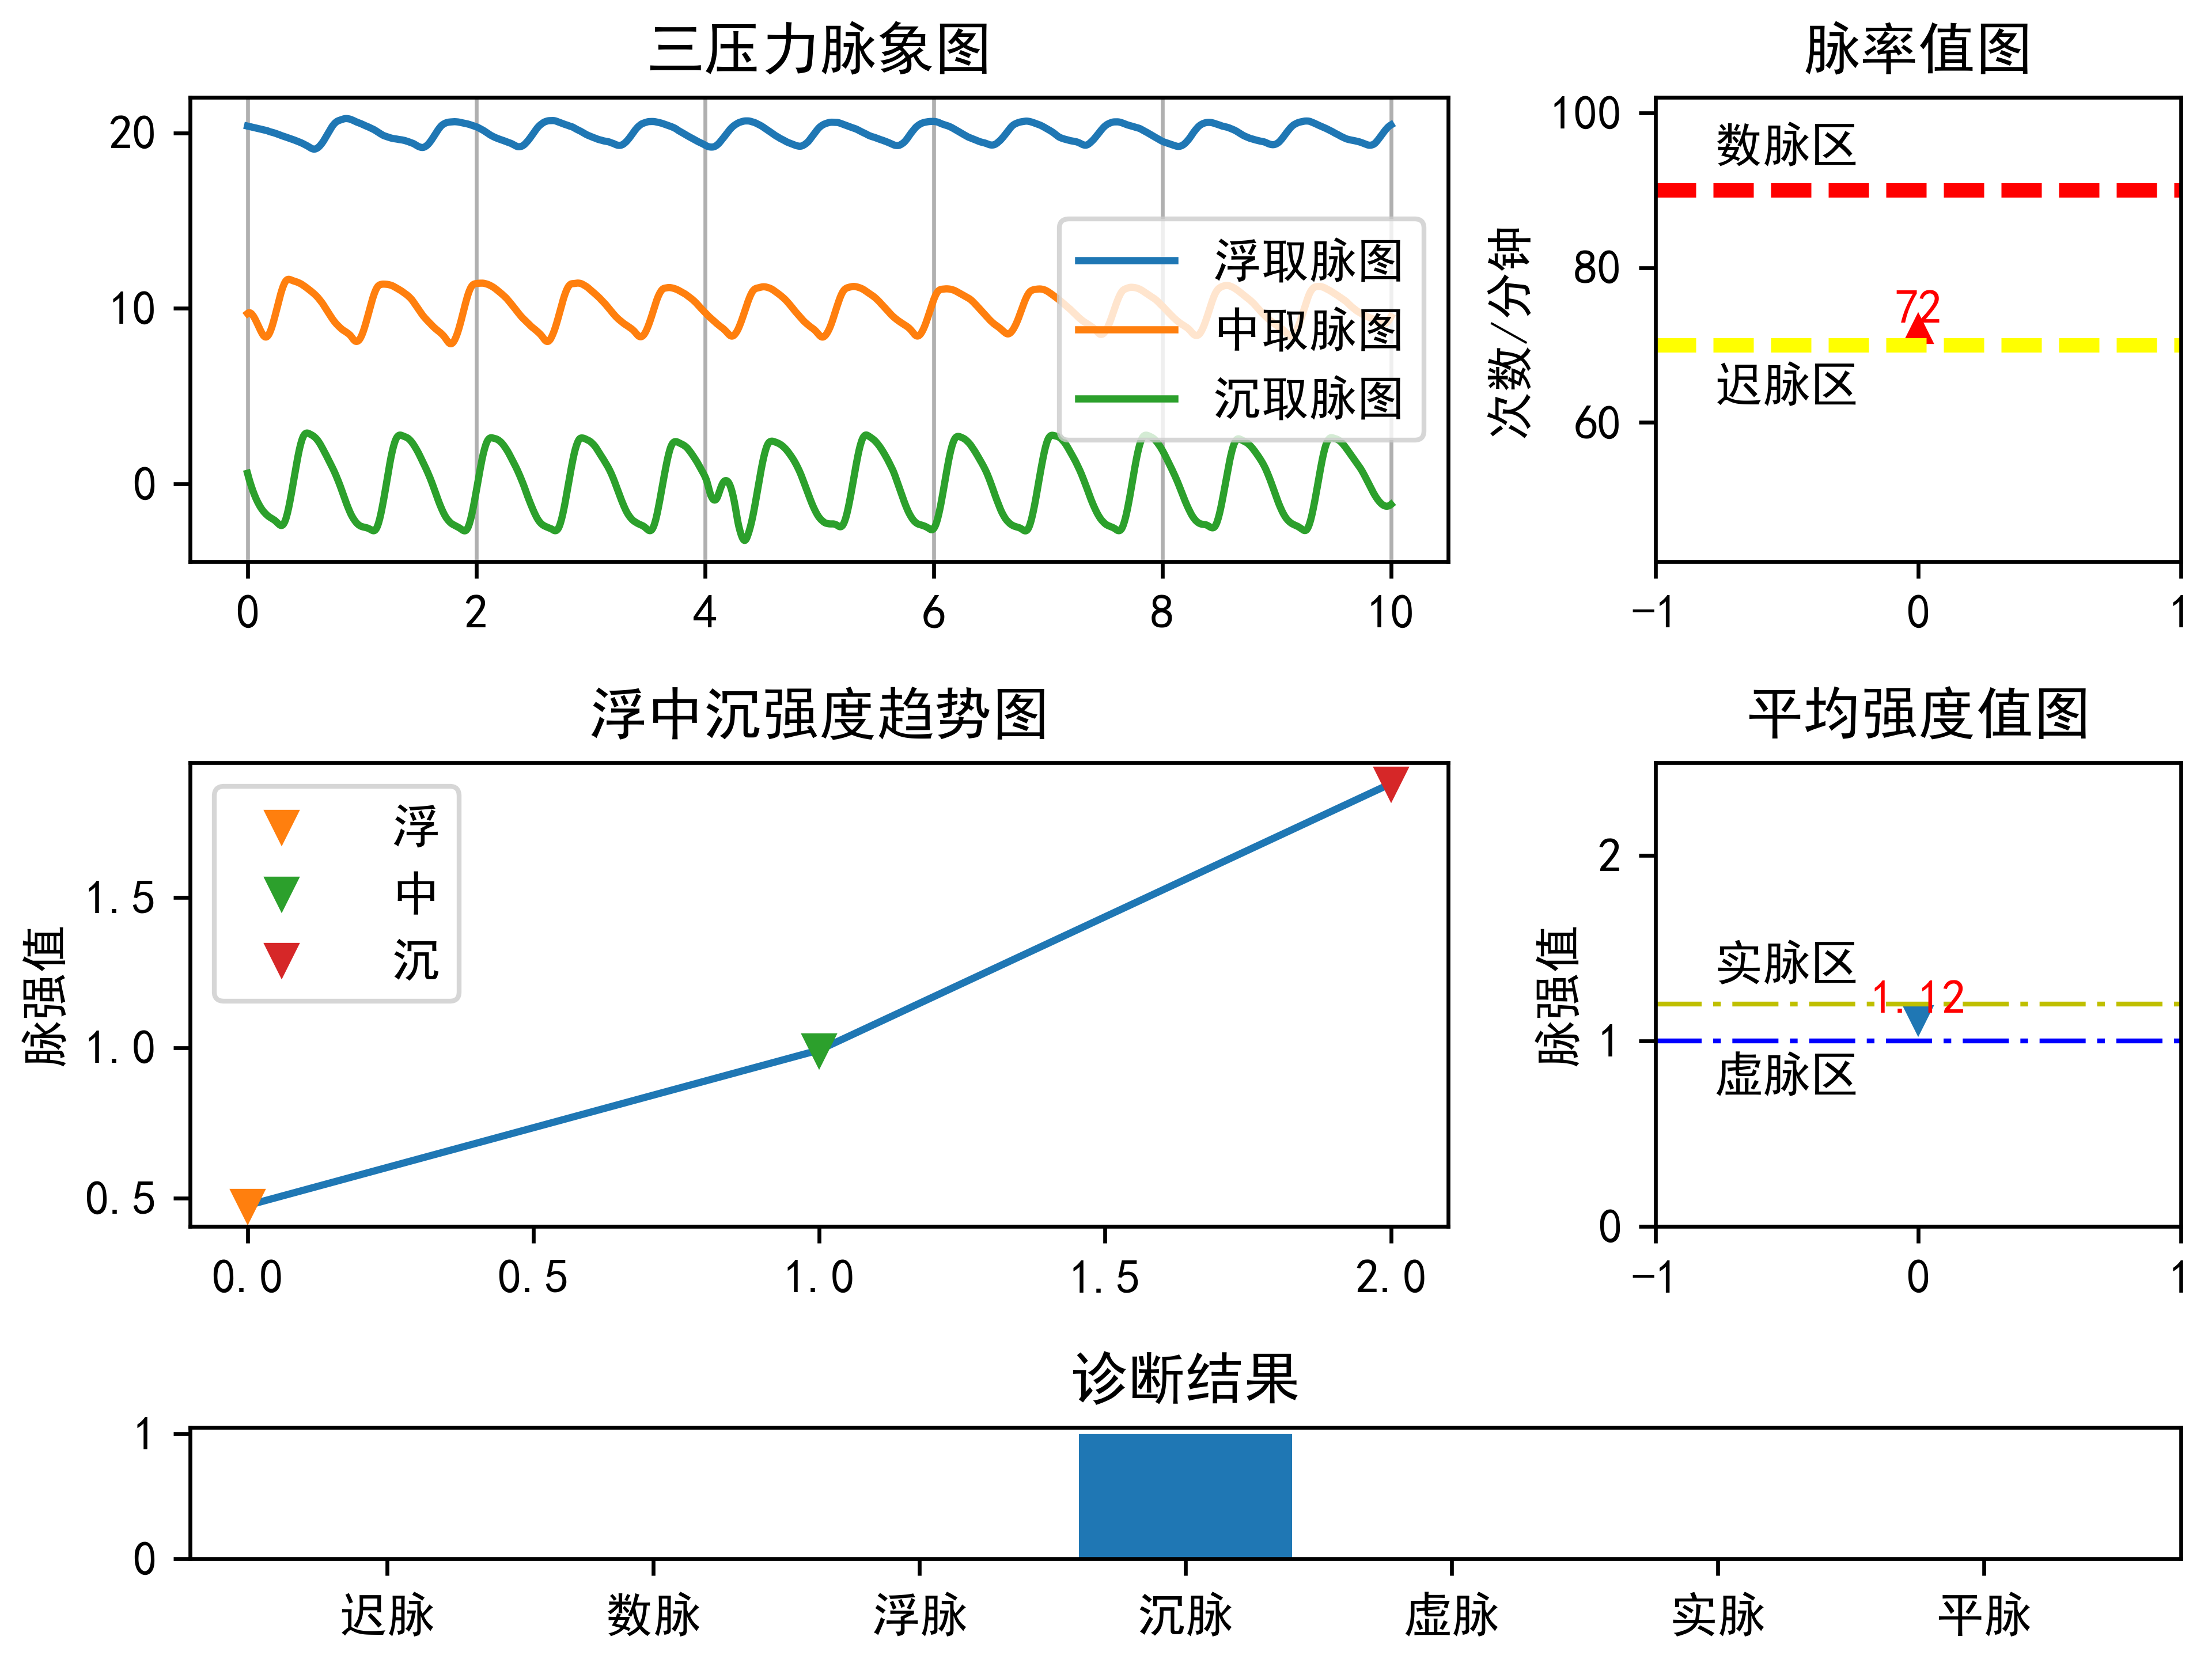 三压力脉象图
20
10
0
0 2 4 6 8 10
浮取脉图
中取脉图
沉取脉图
脉率值图
次数/分钟
100
80
60
数脉区
72
迟脉区
−1 0 1
浮中沉强度趋势图
脉强值
1.5
1.0
0.5
浮
中
沉
0.0 0.5 1.0 1.5 2.0
平均强度值图
脉强值
2
1
0
实脉区
1.12
虚脉区
−1 0 1
诊断结果
1
0
迟脉 数脉 浮脉 沉脉 虚脉 实脉 平脉